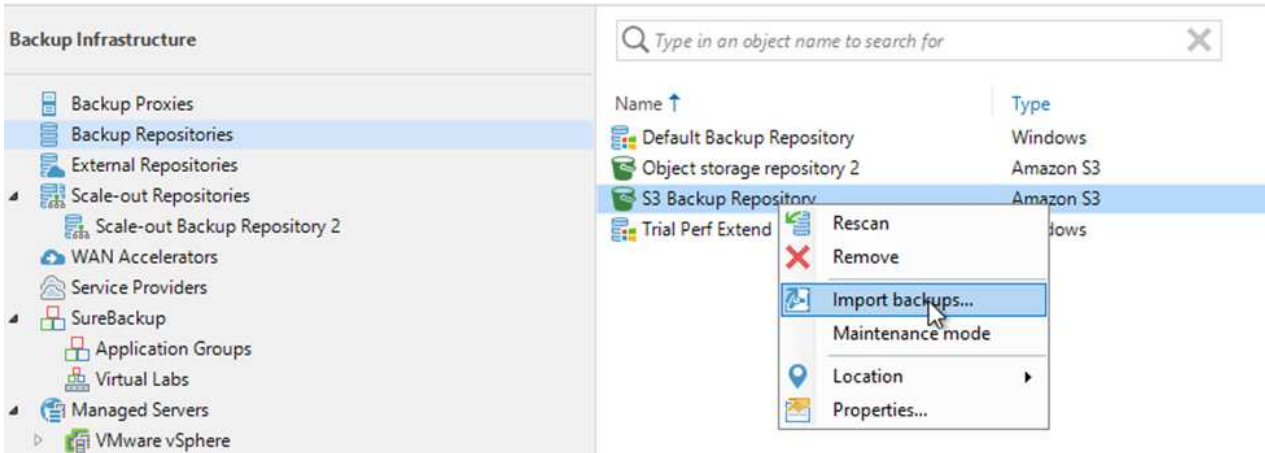 Backup Infrastructure
Backup Proxies
Backup Repositories
External Repositories
Scale-out Repositories
Scale-out Backup Repository 2
WAN Accelerators
Service Providers
SureBackup
Application Groups
Virtual Labs
Managed Servers
VMware vSphere
Type in an object name to search for
Name Type
Default Backup Repository Windows
Object storage repository 2 Amazon S3
S3 Backup Repository Amazon S3
Trial Perf Extend dows
Rescan
Remove
Import backups...
Maintenance mode
Location
Properties...